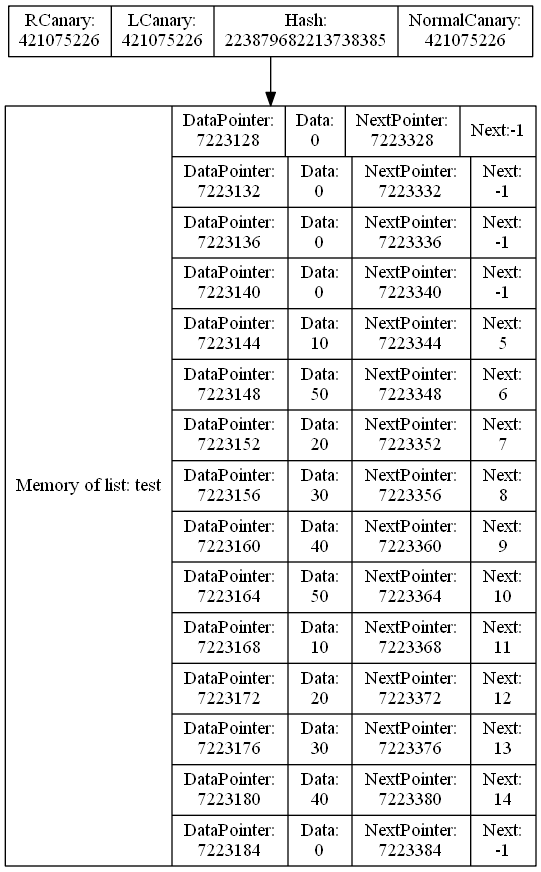 RCanary:
421075226
LCanary:
421075226
Hash:
223879682213738385
NormalCanary:
421075226
Memory of list: test
DataPointer:
7223128
Data:
0
NextPointer:
7223328
Next:-1
DataPointer:
7223132
Data:
0
NextPointer:
7223332
Next:
-1
DataPointer:
7223136
Data:
0
NextPointer:
7223336
Next:
-1
DataPointer:
7223140
Data:
0
NextPointer:
7223340
Next:
-1
DataPointer:
7223144
Data:
10
NextPointer:
7223344
Next:
5
DataPointer:
7223148
Data:
50
NextPointer:
7223348
Next:
6
DataPointer:
7223152
Data:
20
NextPointer:
7223352
Next:
7
DataPointer:
7223156
Data:
30
NextPointer:
7223356
Next:
8
DataPointer:
7223160
Data:
40
NextPointer:
7223360
Next:
9
DataPointer:
7223164
Data:
50
NextPointer:
7223364
Next:
10
DataPointer:
7223168
Data:
10
NextPointer:
7223368
Next:
11
DataPointer:
7223172
Data:
20
NextPointer:
7223372
Next:
12
DataPointer:
7223176
Data:
30
NextPointer:
7223376
Next:
13
DataPointer:
7223180
Data:
40
NextPointer:
7223380
Next:
14
DataPointer:
7223184
Data:
0
NextPointer:
7223384
Next:
-1